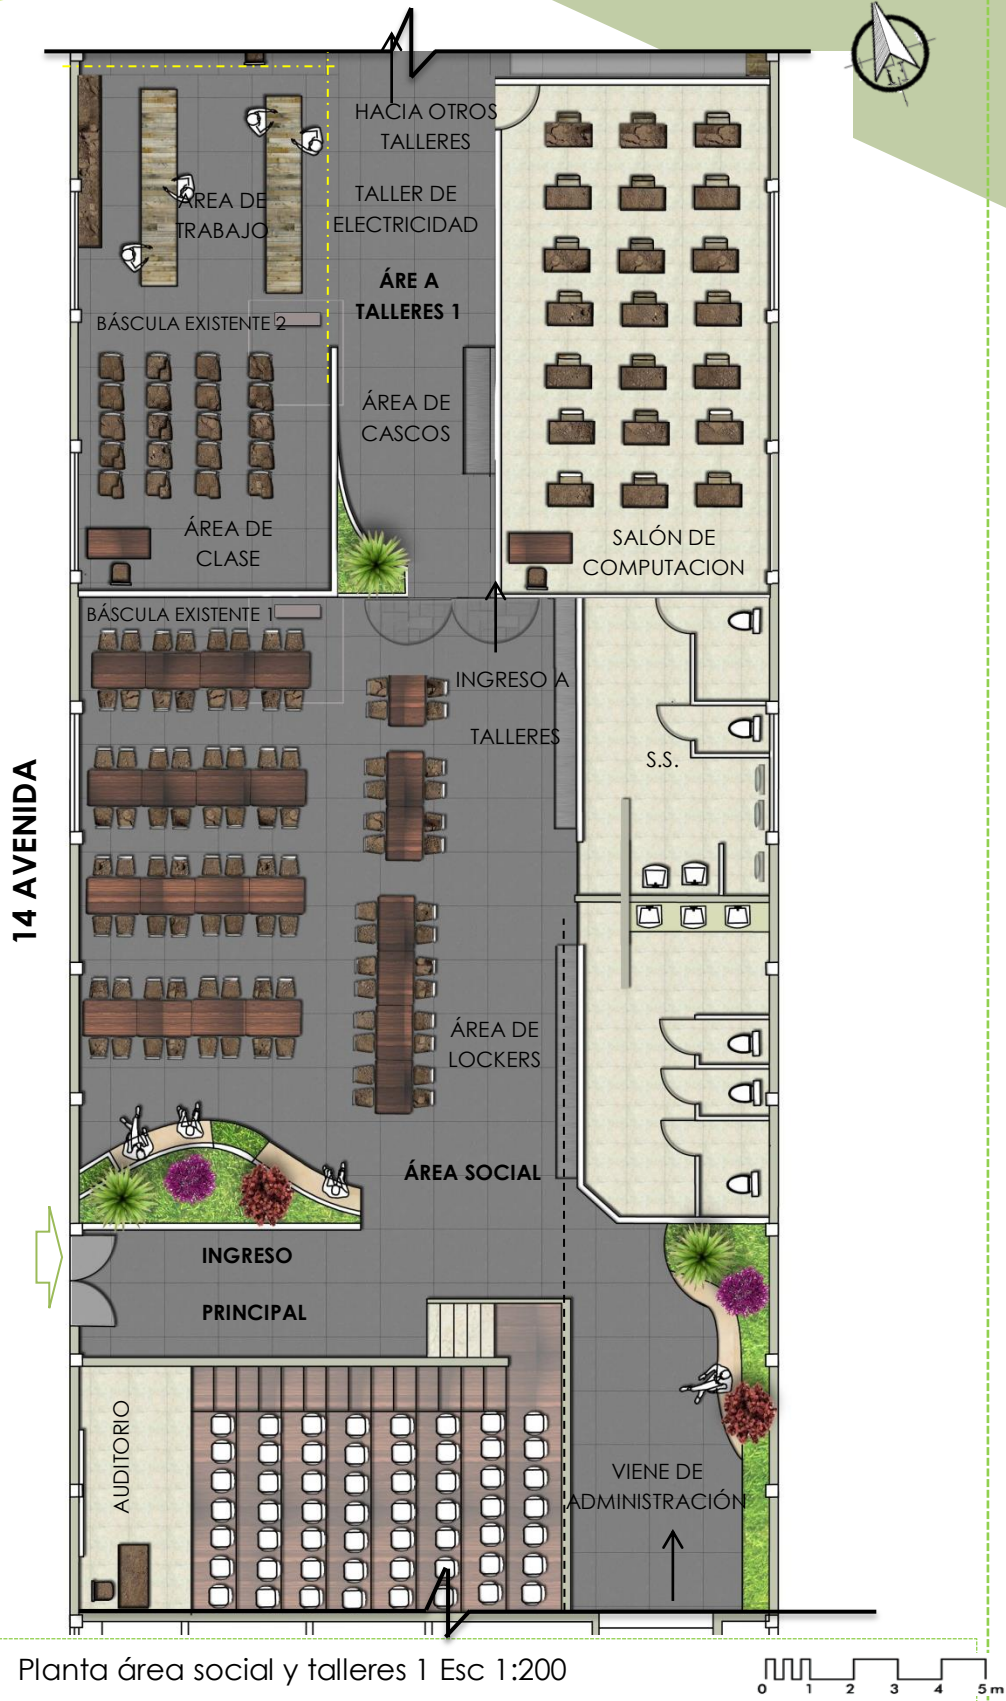 HACIA OTROS
TALLERES
ÁREA DE
TRABAJO
TALLER DE
ELECTRICIDAD
ÁRE A
TALLERES 1
BÁSCULA EXISTENTE 2
ÁREA DE
CASCOS
ÁREA DE
CLASE
SALÓN DE
COMPUTACION
BÁSCULA EXISTENTE 1
INGRESO A
TALLERES
S.S.
14 AVENIDA
ÁREA DE
LOCKERS
ÁREA SOCIAL
INGRESO
PRINCIPAL
AUDITORIO
VIENE DE
ADMINISTRACIÓN
Planta área social y talleres 1 Esc 1:200
0 1 2 3 4 5 m